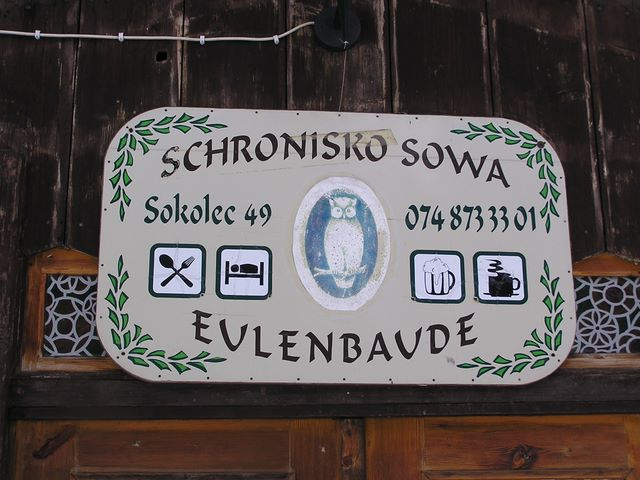 SCHRONISKO SOWA
Sokolec 49
074 873 33 01
EULENBAUDE